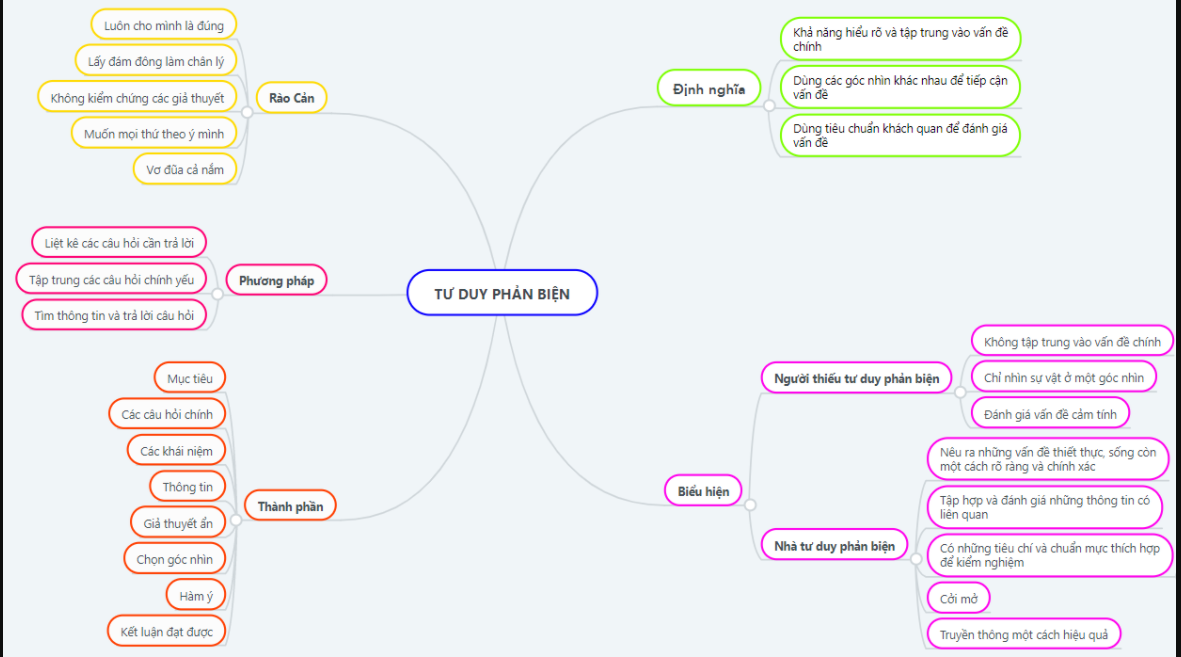 Luôn cho mình là đúng
Lấy đám đông làm chân lý
Không kiểm chứng các giả thuyết
Muốn mọi thứ theo ý mình
Vơ đũa cả nắm
Rào Cản
Định nghĩa
Khả năng hiểu rõ và tập trung vào vấn đề
chính
Dùng các góc nhìn khác nhau để tiếp cận
vấn đề
Dùng tiêu chuẩn khách quan để đánh giá
vấn đề
Liệt kê các câu hỏi cần trả lời
Tập trung các câu hỏi chính yếu
Tìm thông tin và trả lời câu hỏi
Phương pháp
TƯ DUY PHẢN BIỆN
Mục tiêu
Các câu hỏi chính
Các khái niệm
Thông tin
Giả thuyết ẩn
Chọn góc nhìn
Hàm ý
Kết luận đạt được
Thành phần
Biểu hiện
Người thiếu tư duy phản biện
Không tập trung vào vấn đề chính
Chỉ nhìn sự vật ở một góc nhìn
Đánh giá vấn đề cảm tính
Nhà tư duy phản biện
Nêu ra những vấn đề thiết thực, sống còn
một cách rõ ràng và chính xác
Tập hợp và đánh giá những thông tin có
liên quan
Có những tiêu chí và chuẩn mực thích hợp
để kiểm nghiệm
Cởi mở
Truyền thông một cách hiệu quả